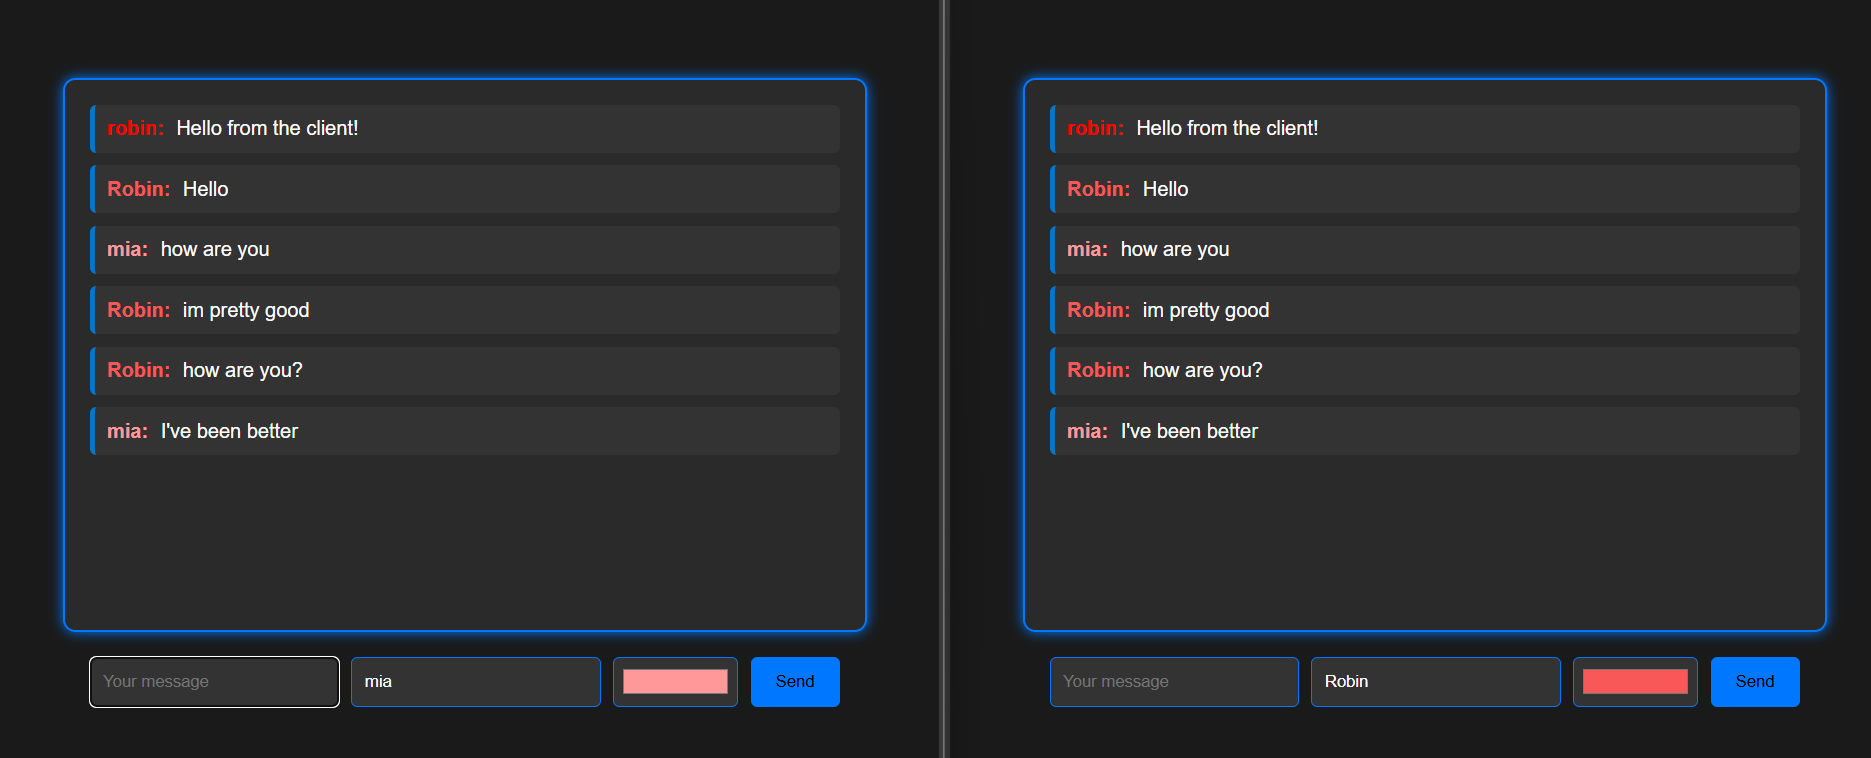 robin: Hello from the client!
Robin: Hello
mia: how are you
Robin: im pretty good
Robin: how are you?
mia: I've been better
Your message
mia
Send
robin: Hello from the client!
Robin: Hello
mia: how are you
Robin: im pretty good
Robin: how are you?
mia: I've been better
Your message
Robin
Send